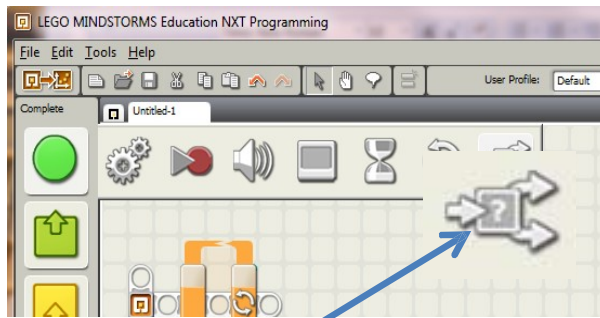 LEGO MINDSTORMS Education NXT Programming
File Edit Tools Help
User Profile: Default
Complete
Untitled-1
?